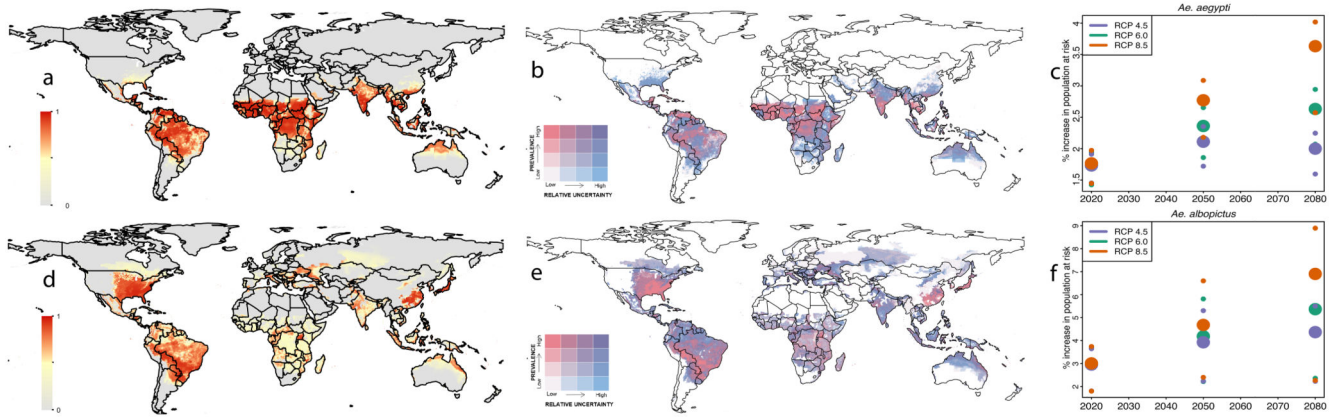 a
1
0
b
PREVALENCE
High
Low
Low
High
RELATIVE UNCERTAINTY
Ae. aegypti
c
RCP 4.5
RCP 6.0
RCP 8.5
% increase in population at risk
4
3.5
3
2.5
2
1.5
2020 2030 2040 2050 2060 2070 2080
d
1
0
e
PREVALENCE
High
Low
Low
High
RELATIVE UNCERTAINTY
Ae. albopictus
f
RCP 4.5
RCP 6.0
RCP 8.5
% increase in population at risk
9
8
7
6
5
4
3
2
2020 2030 2040 2050 2060 2070 2080